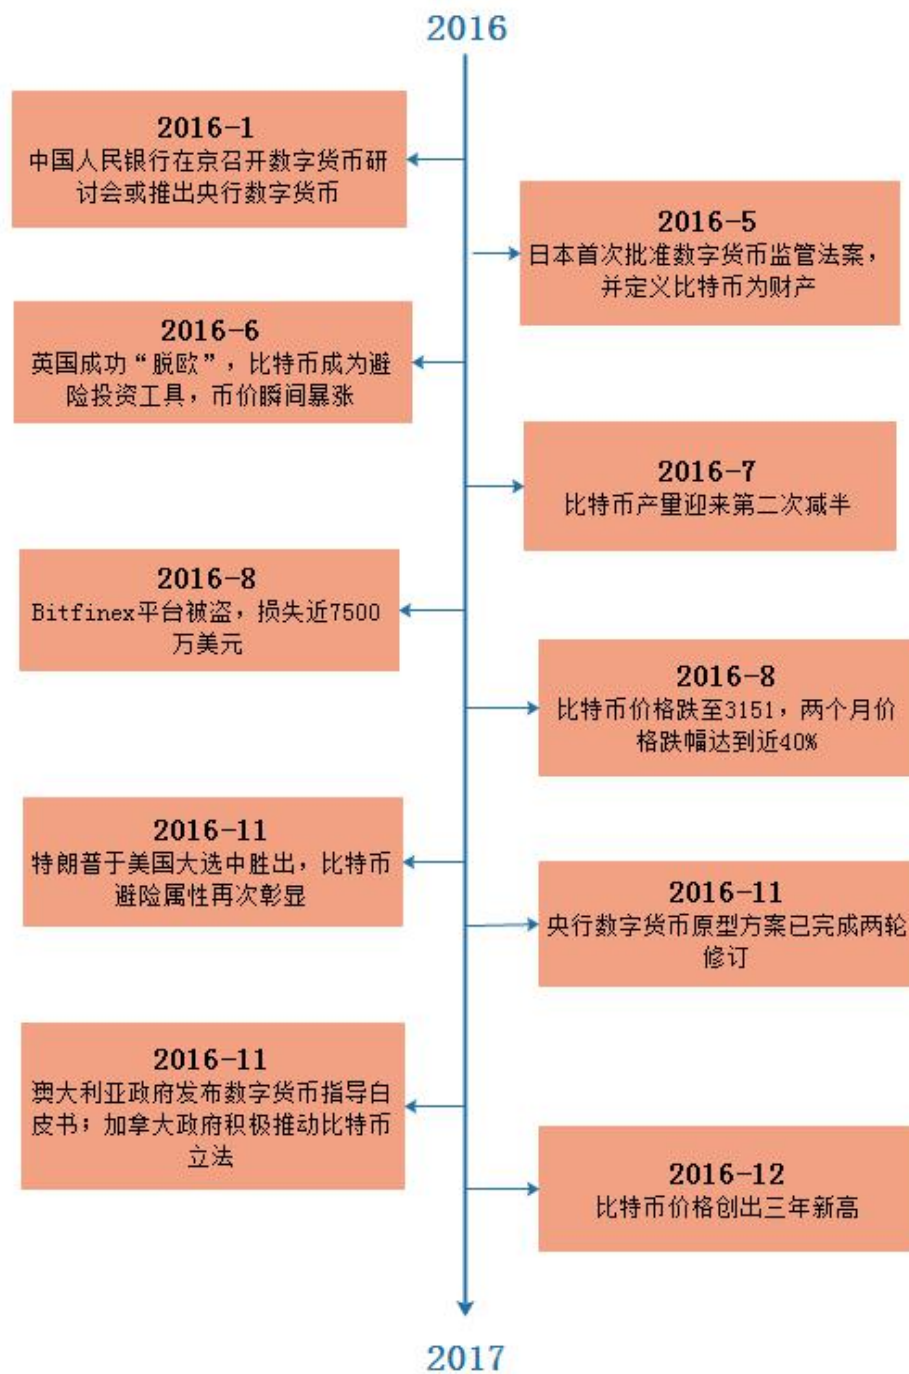 2016
2016-1
中国人民银行在京召开数字货币研
讨会或推出央行数字货币
2016-5
日本首次批准数字货币监管法案，
并定义比特币为财产
2016-6
英国成功“脱欧”，比特币成为避
险投资工具，币价瞬间暴涨
2016-7
比特币产量迎来第二次减半
2016-8
Bitfinex平台被盗，损失近7500
万美元
2016-8
比特币价格跌至3151，两个月价
格跌幅达到近40%
2016-11
特朗普于美国大选中胜出，比特币
避险属性再次彰显
2016-11
央行数字货币原型方案已完成两轮
修订
2016-11
澳大利亚政府发布数字货币指导白
皮书；加拿大政府积极推动比特币
立法
2016-12
比特币价格创出三年新高
2017